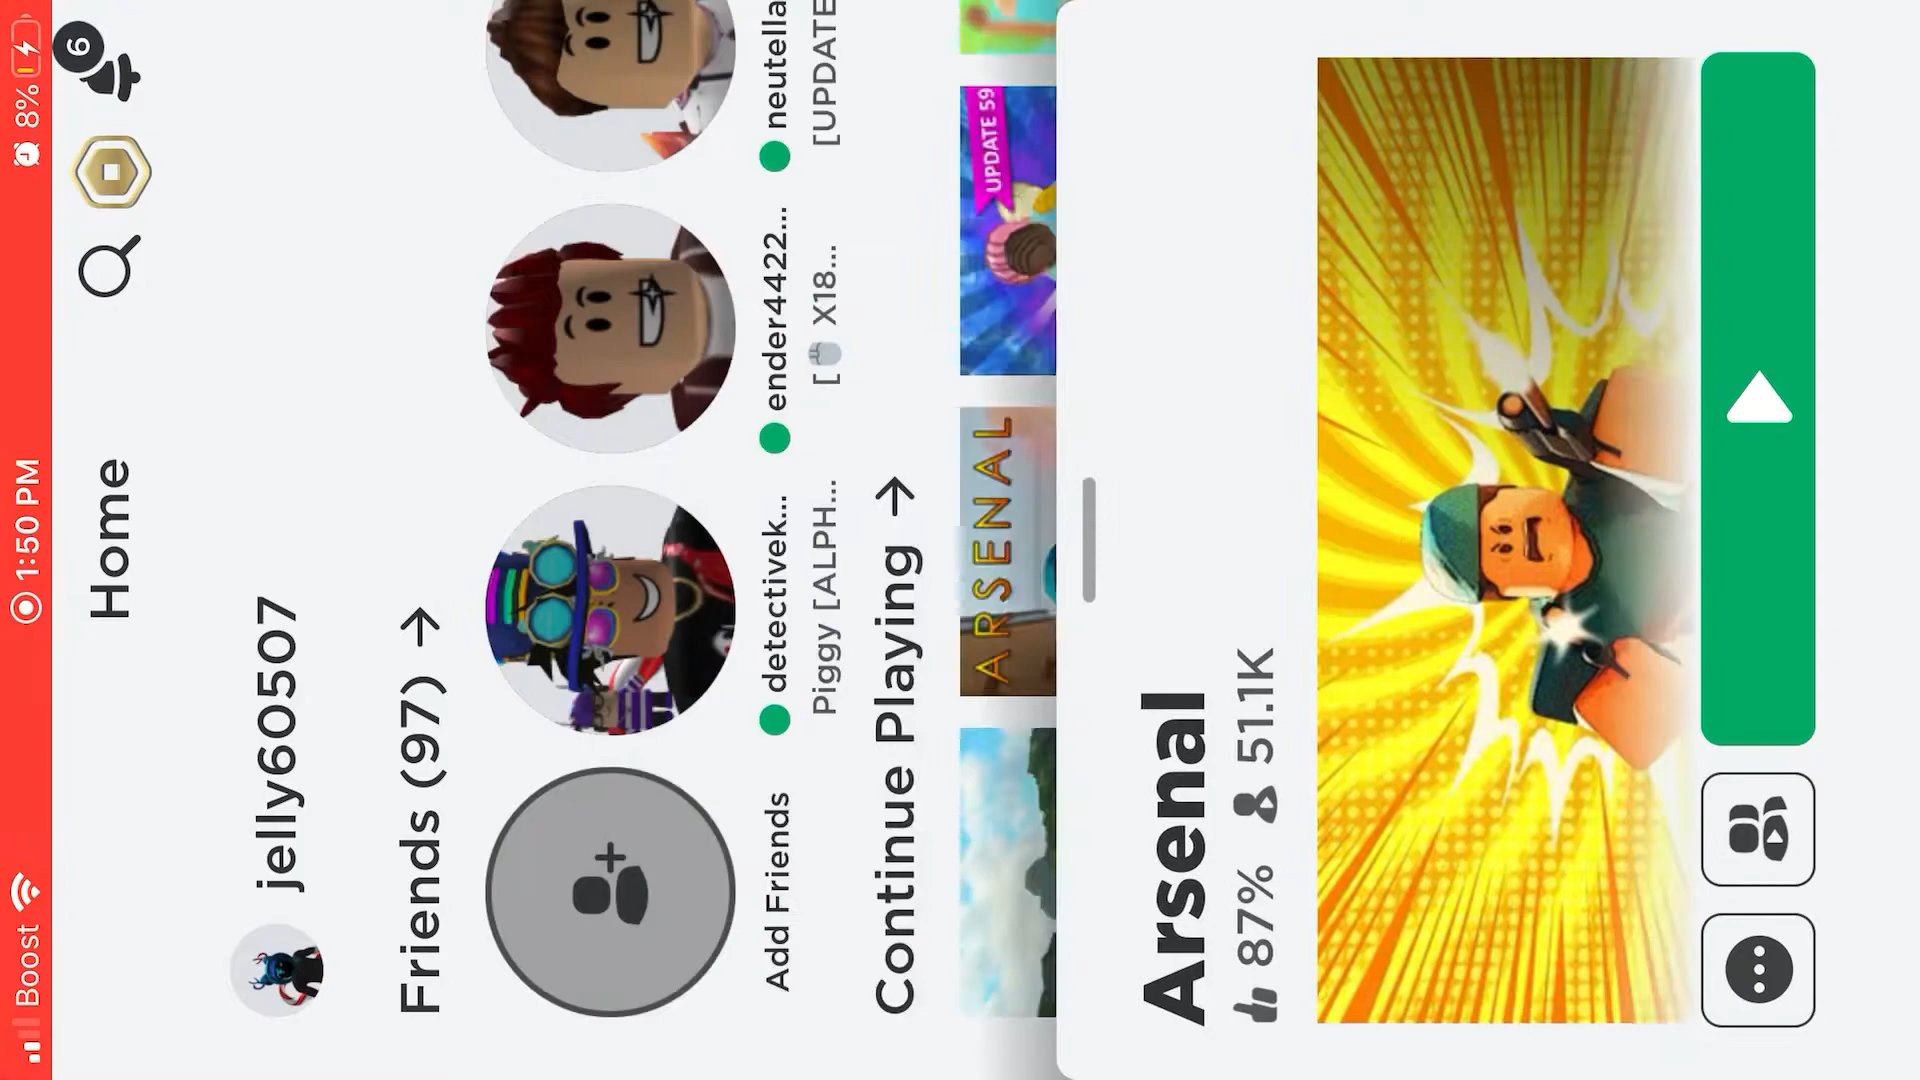 Boost 1:50 PM 8%
Home 6
jelly60507
Friends (97) →
Add Friends detectivek... ender4422... neutella
Piggy [ALPH... [ X18... [UPDATE
Continue Playing →
ARSENAL UPDATE 59
Arsenal
87% 51.1K